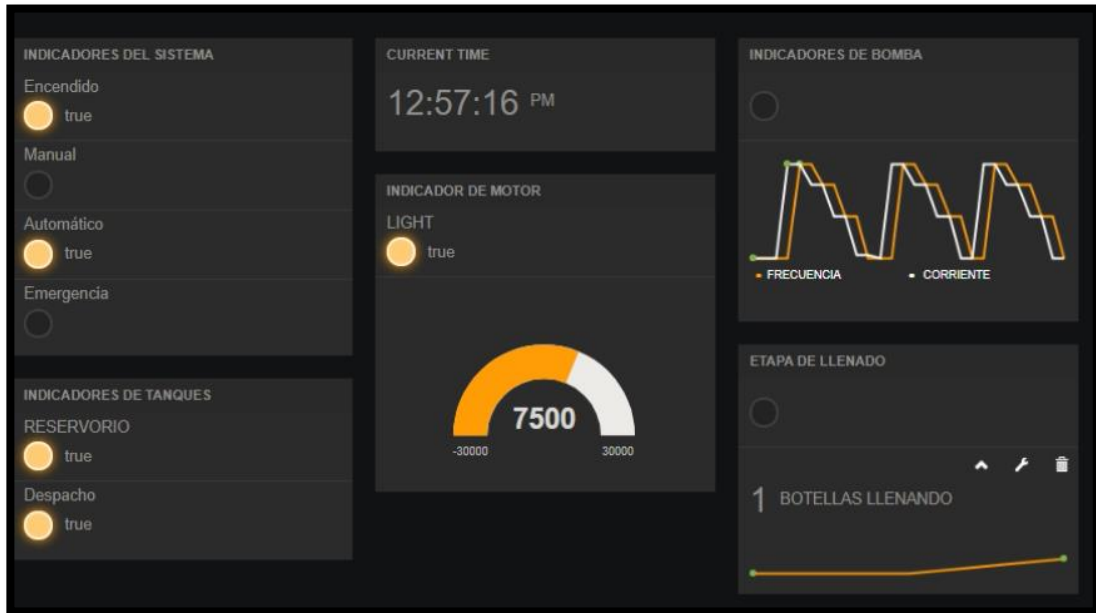 INDICADORES DEL SISTEMA
Encendido
true
Manual
Automático
true
Emergencia
INDICADORES DE TANQUES
RESERVORIO
true
Despacho
true
CURRENT TIME
12:57:16 PM
INDICADOR DE MOTOR
LIGHT
true
7500
-30000 30000
INDICADORES DE BOMBA
FRECUENCIA CORRIENTE
ETAPA DE LLENADO
1 BOTELLAS LLENANDO